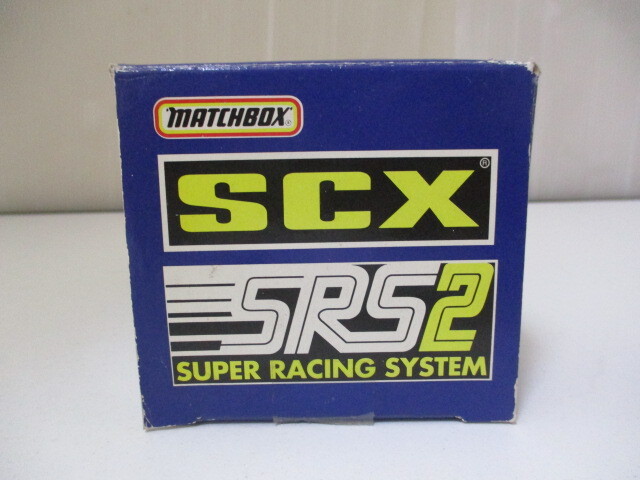 "MATCHBOX"®
SCX®
SRS2
SUPER RACING SYSTEM